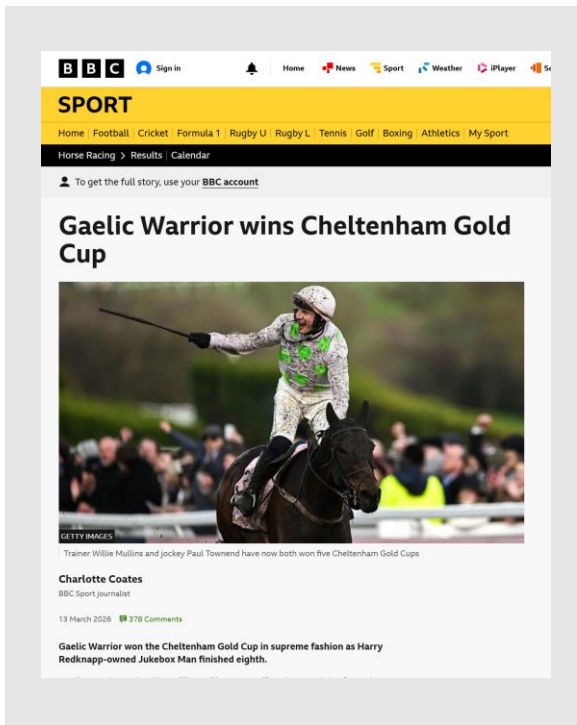 BBC Sign in Home News Sport Weather iPlayer
SPORT
Home Football Cricket Formula 1 Rugby U Rugby L Tennis Golf Boxing Athletics My Sport
Horse Racing > Results Calendar
To get the full story, use your BBC account
Gaelic Warrior wins Cheltenham Gold
Cup
GETTY IMAGES
Trainer Willie Mullins and jockey Paul Townend have now both won five Cheltenham Gold Cups
Charlotte Coates
BBC Sport journalist
13 March 2026 378 Comments
Gaelic Warrior won the Cheltenham Gold Cup in supreme fashion as Harry
Redknapp-owned Jukebox Man finished eighth.